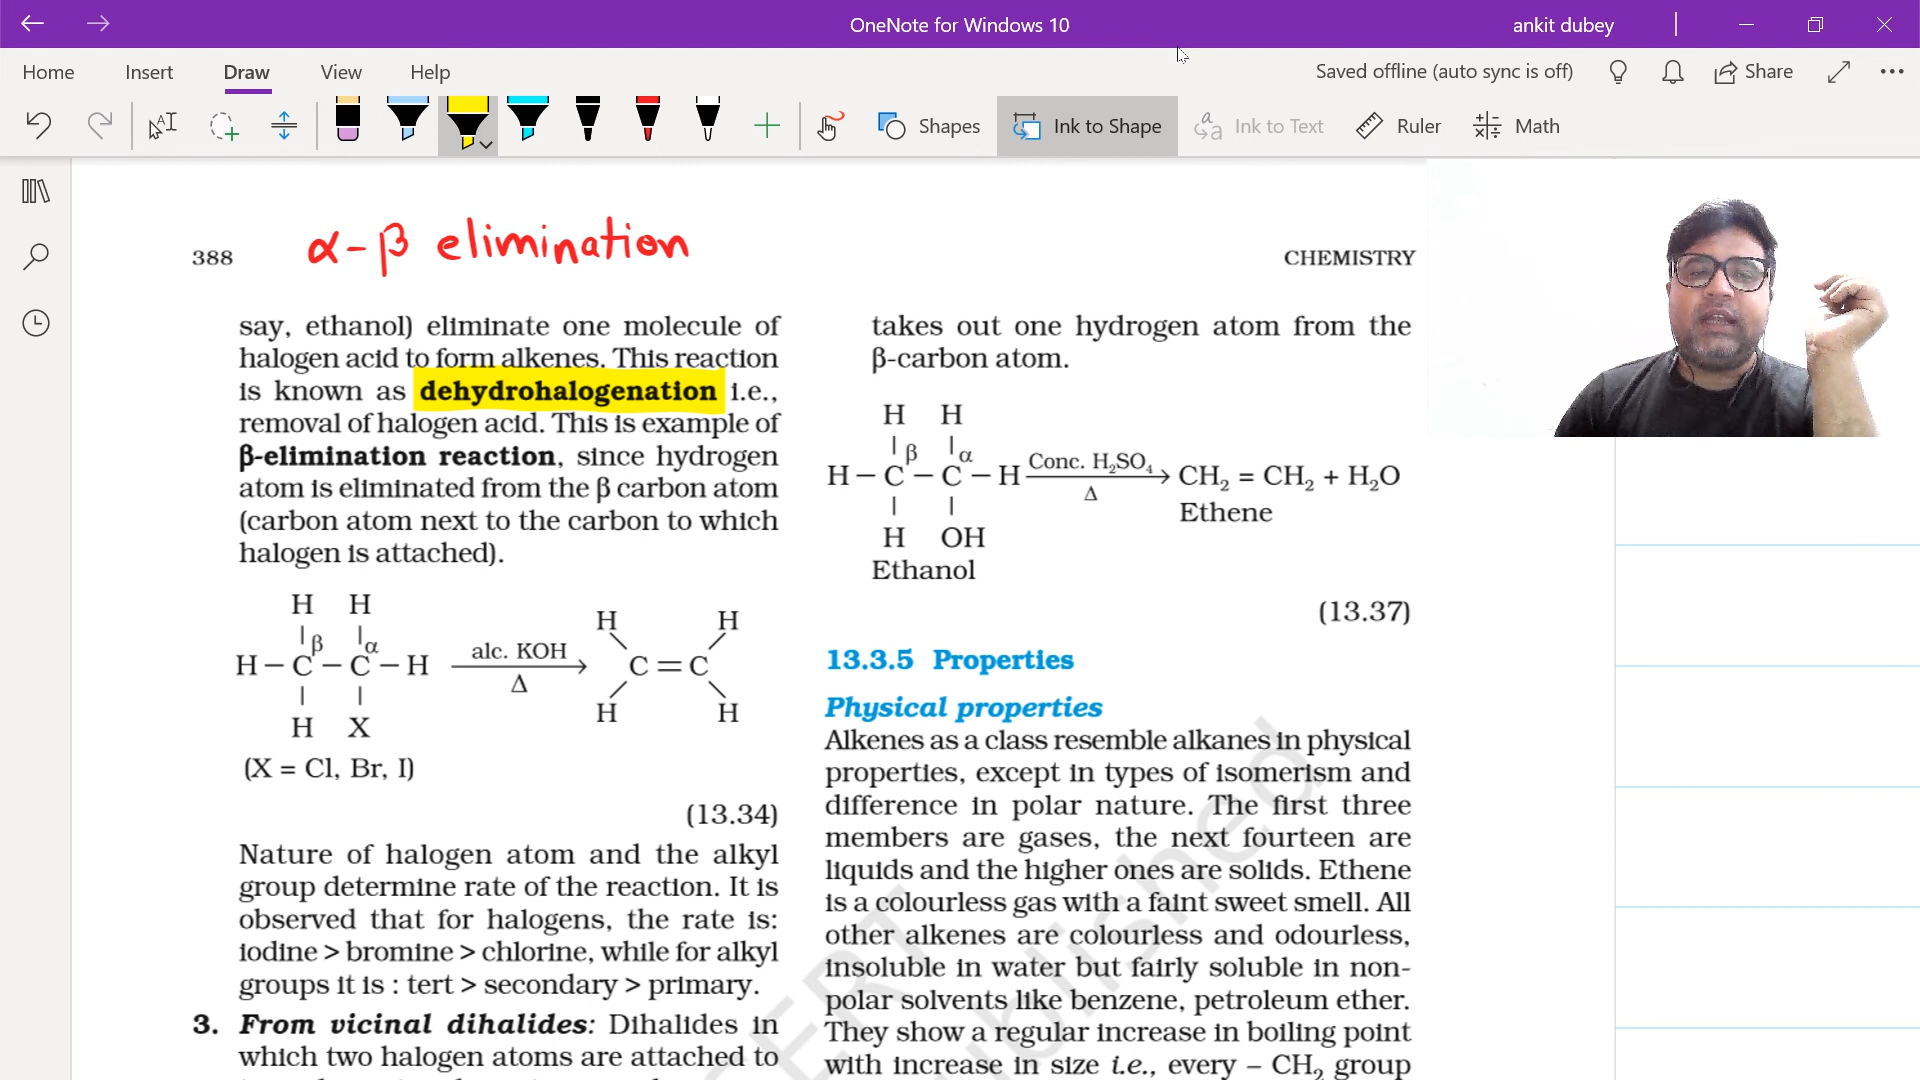 OneNote for Windows 10
ankit dubey
Home Insert Draw View Help
Saved offline (auto sync is off)
Share
Shapes
Ink to Shape
Ink to Text
Ruler
Math
388
α-β elimination
CHEMISTRY
say, ethanol) eliminate one molecule of
halogen acid to form alkenes. This reaction
is known as dehydrohalogenation i.e.,
removal of halogen acid. This is example of
β-elimination reaction, since hydrogen
atom is eliminated from the β carbon atom
(carbon atom next to the carbon to which
halogen is attached).
H H
β α
H – C – C – H alc. KOH → C = C
Δ
H X
H H
H H
(X = Cl, Br, I)
(13.34)
Nature of halogen atom and the alkyl
group determine rate of the reaction. It is
observed that for halogens, the rate is:
iodine > bromine > chlorine, while for alkyl
groups it is : tert > secondary > primary.
3. From vicinal dihalides: Dihalides in
which two halogen atoms are attached to
takes out one hydrogen atom from the
β-carbon atom.
H H
β α
H – C – C – H Conc. H₂SO₄ → CH₂ = CH₂ + H₂O
Δ
Ethene
H OH
Ethanol
(13.37)
13.3.5 Properties
Physical properties
Alkenes as a class resemble alkanes in physical
properties, except in types of isomerism and
difference in polar nature. The first three
members are gases, the next fourteen are
liquids and the higher ones are solids. Ethene
is a colourless gas with a faint sweet smell. All
other alkenes are colourless and odourless,
insoluble in water but fairly soluble in non-
polar solvents like benzene, petroleum ether.
They show a regular increase in boiling point
with increase in size i.e., every – CH₂ group